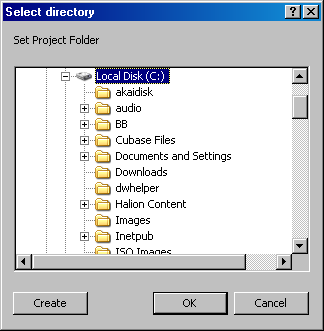 Select directory
Set Project Folder
Local Disk (C:)
akaidisk
audio
BB
Cubase Files
Documents and Settings
Downloads
dwhelper
Halion Content
Images
Inetpub
ISO Images
Create OK Cancel